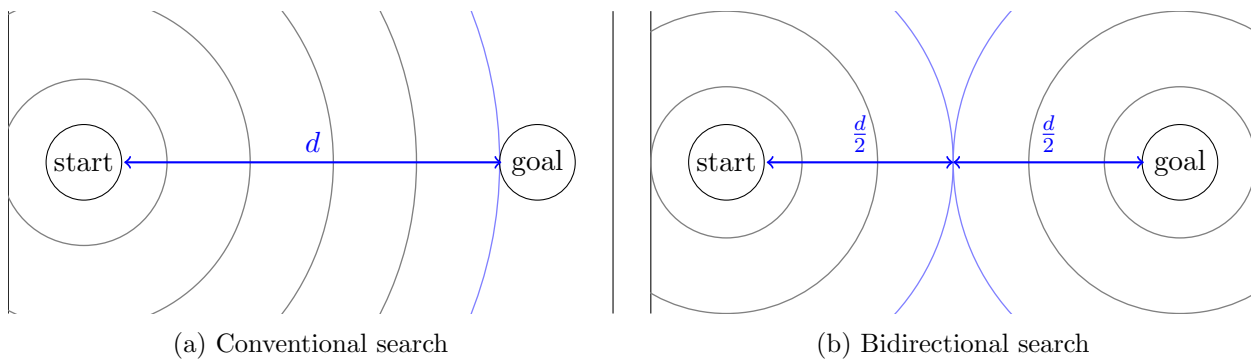 start
d
goal
(a) Conventional search
start
d
2
d
2
goal
(b) Bidirectional search